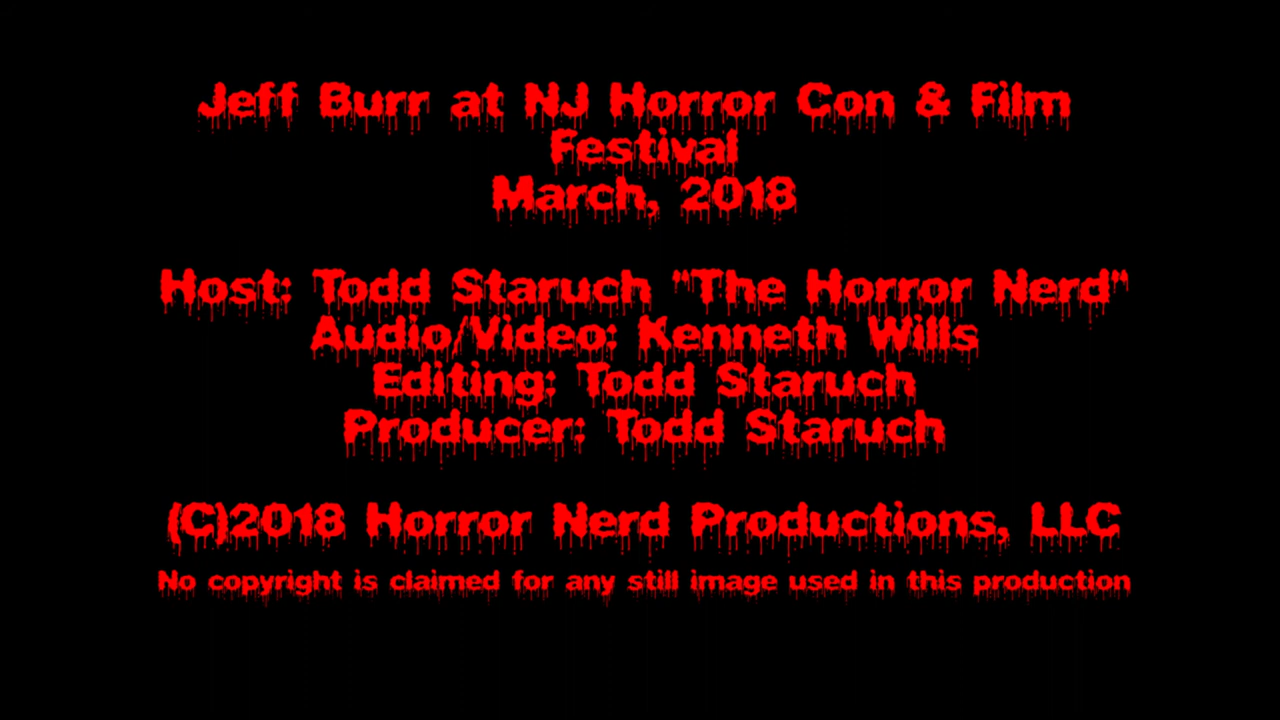 Jeff Burr at NJ Horror Con & Film
Festival
March, 2018
Host: Todd Staruch "The Horror Nerd"
Audio/Video: Kenneth Wills
Editing: Todd Staruch
Producer: Todd Staruch
(C)2018 Horror Nerd Productions, LLC
No copyright is claimed for any still image used in this production